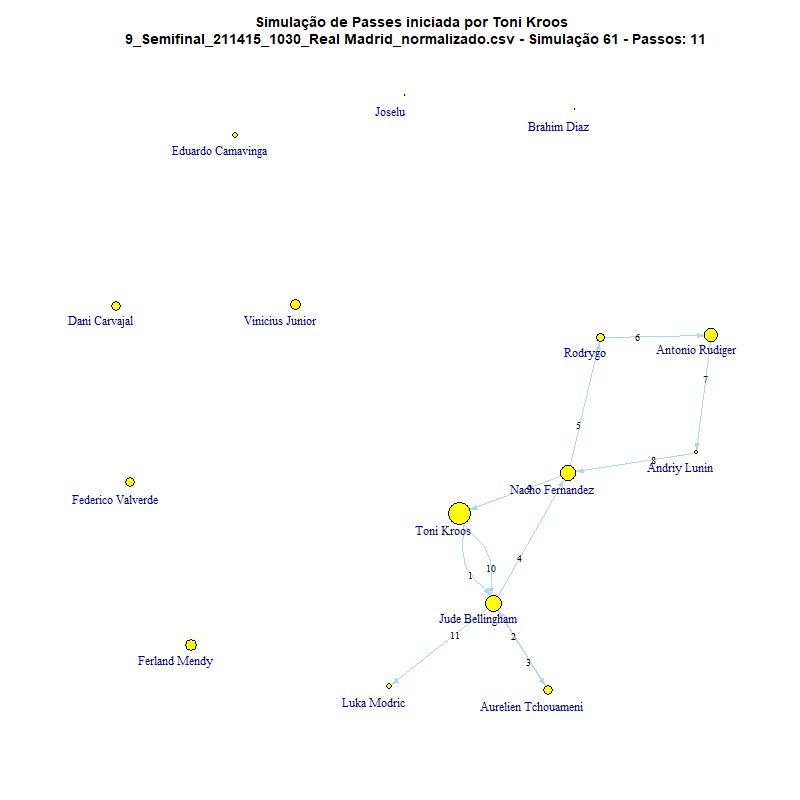 Simulação de Passes iniciada por Toni Kroos
9_Semifinal_211415_1030_Real Madrid_normalizado.csv - Simulação 61 - Passos: 11
Joselu
Brahim Diaz
Eduardo Camavinga
Dani Carvajal
Vinicius Junior
6
Rodrygo
Antonio Rudiger
7
5
8
Andriy Lunin
Nacho Fernandez
9
Federico Valverde
Toni Kroos
4
10
1
Jude Bellingham
11
2
3
Ferland Mendy
Luka Modric
Aurelien Tchouameni